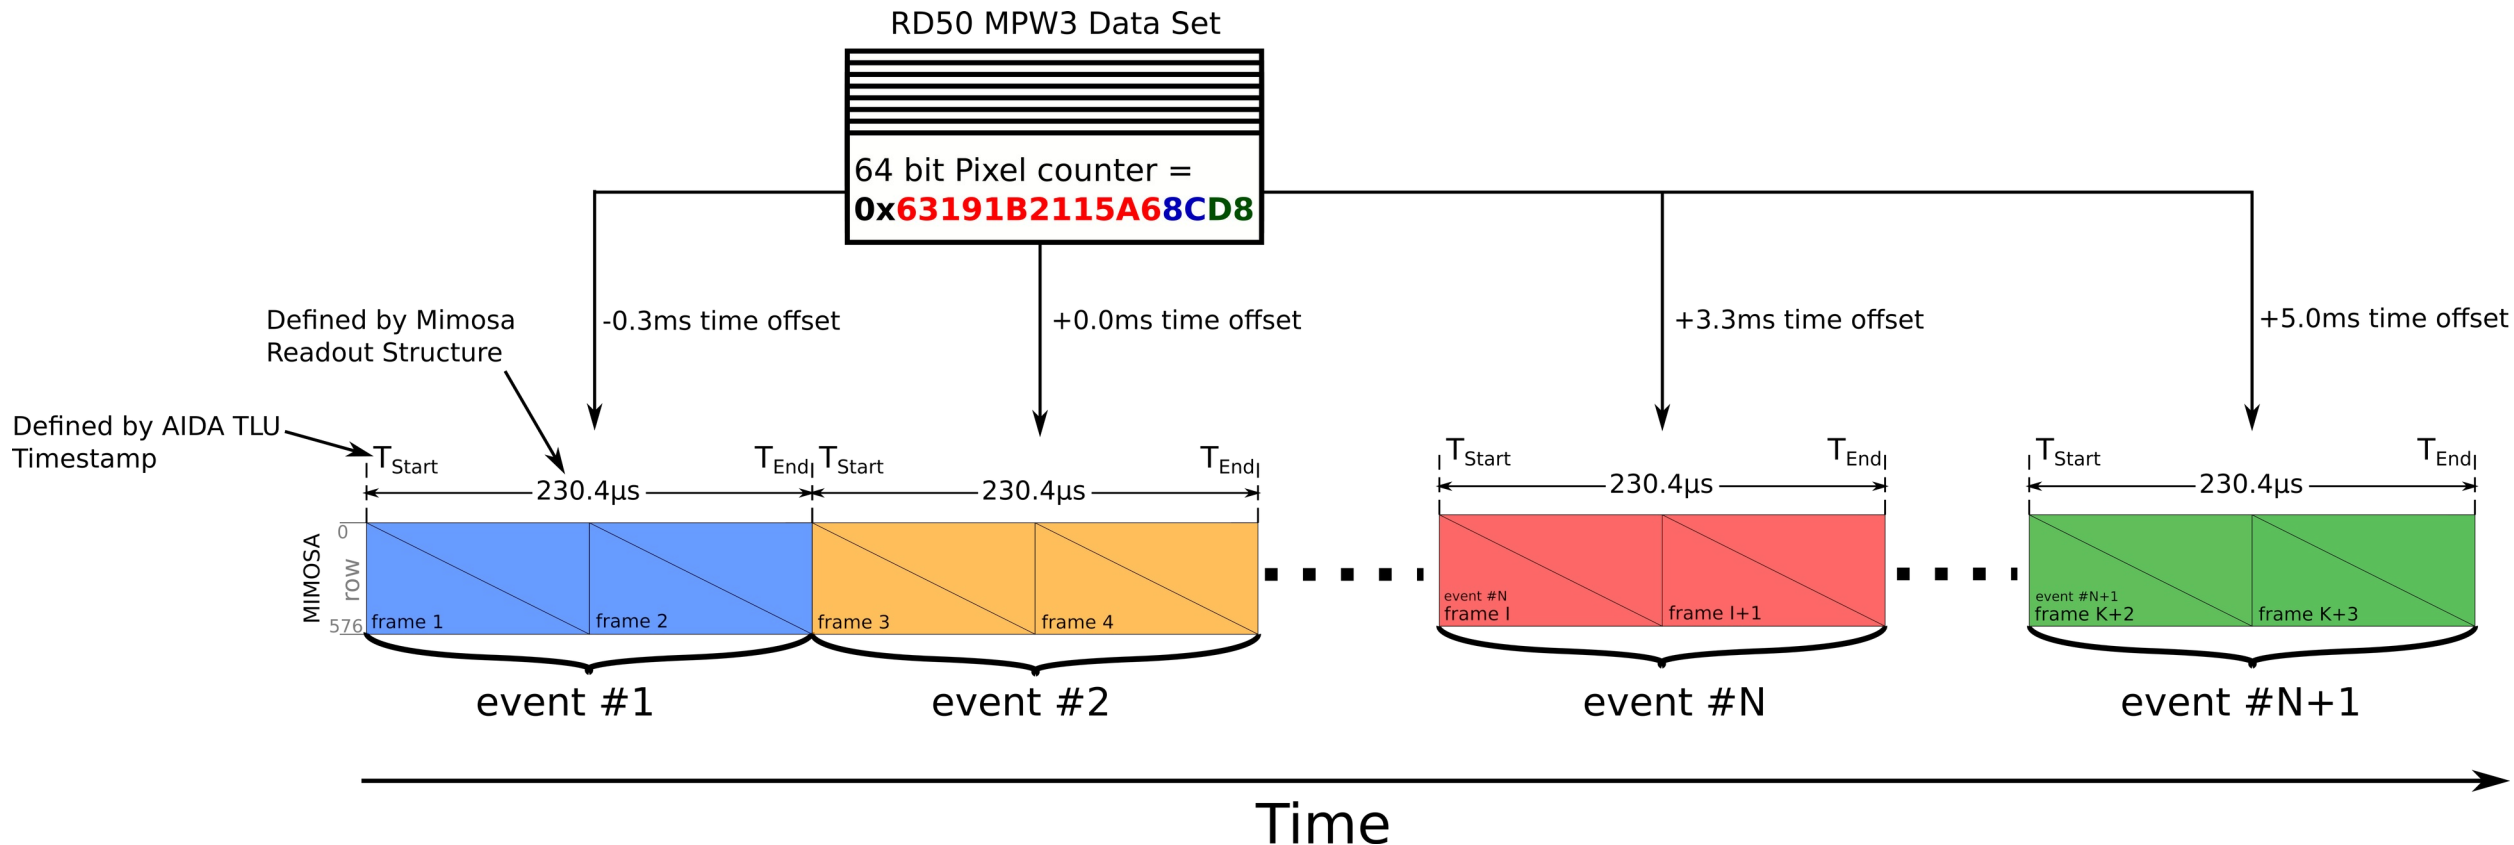 RD50 MPW3 Data Set
64 bit Pixel counter =
0x63191B2115A68CD8
-0.3ms time offset
+0.0ms time offset
+3.3ms time offset
+5.0ms time offset
Defined by Mimosa
Readout Structure
Defined by AIDA TLU
Timestamp
TStart
TEnd
TStart
TEnd
TStart
TEnd
TStart
TEnd
230.4µs
230.4µs
230.4µs
230.4µs
MIMOSA
row
0
576
frame 1
frame 2
frame 3
frame 4
event #N
frame I
frame I+1
event #N+1
frame K+2
frame K+3
event #1
event #2
event #N
event #N+1
Time